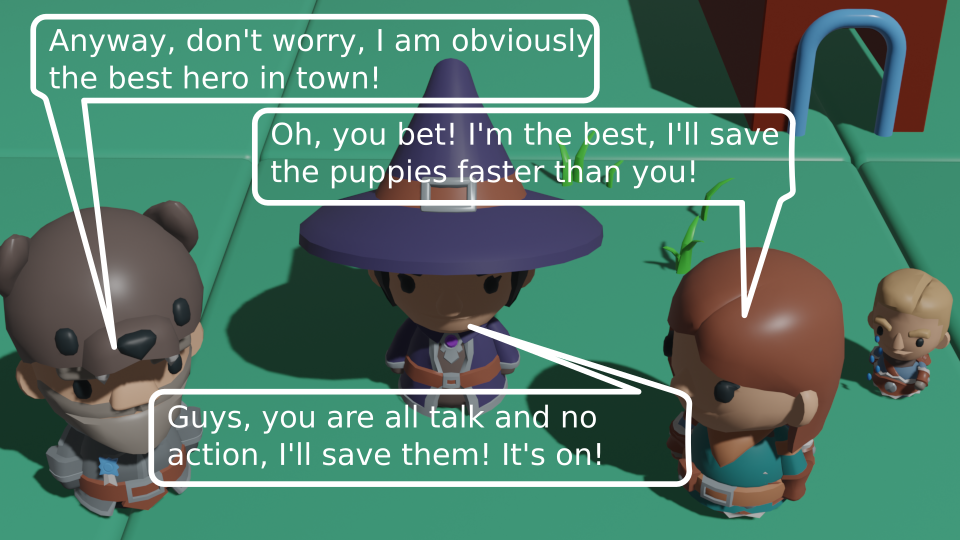 Anyway, don't worry, I am obviously
the best hero in town!
Oh, you bet! I'm the best, I'll save
the puppies faster than you!
Guys, you are all talk and no
action, I'll save them! It's on!